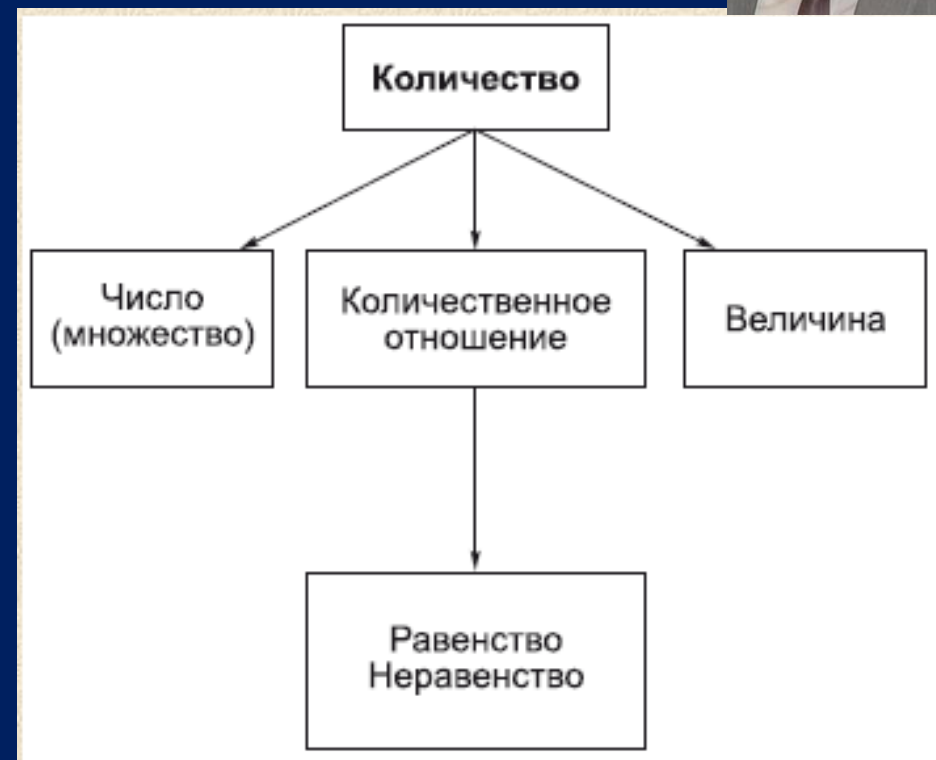 Количество
Число
(множество)
Количественное
отношение
Величина
Равенство
Неравенство